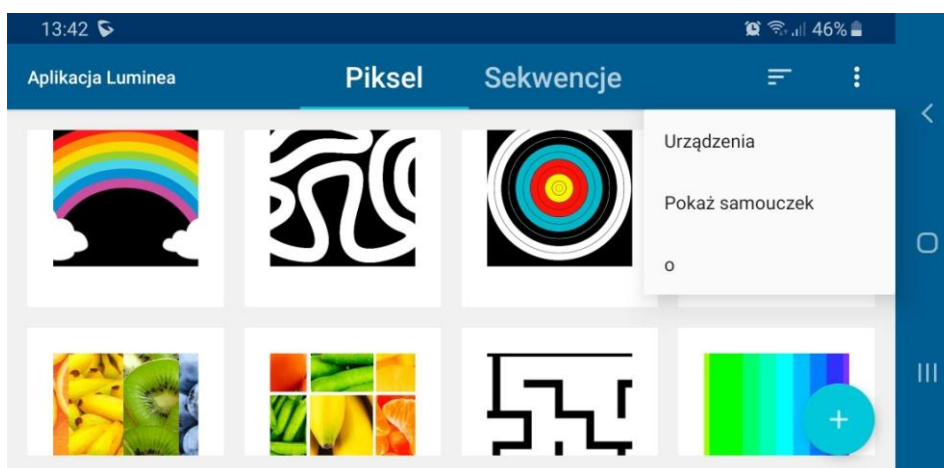 13:42 46%
Aplikacja Luminea Piksel Sekwencje
Urządzenia
Pokaż samouczek
o